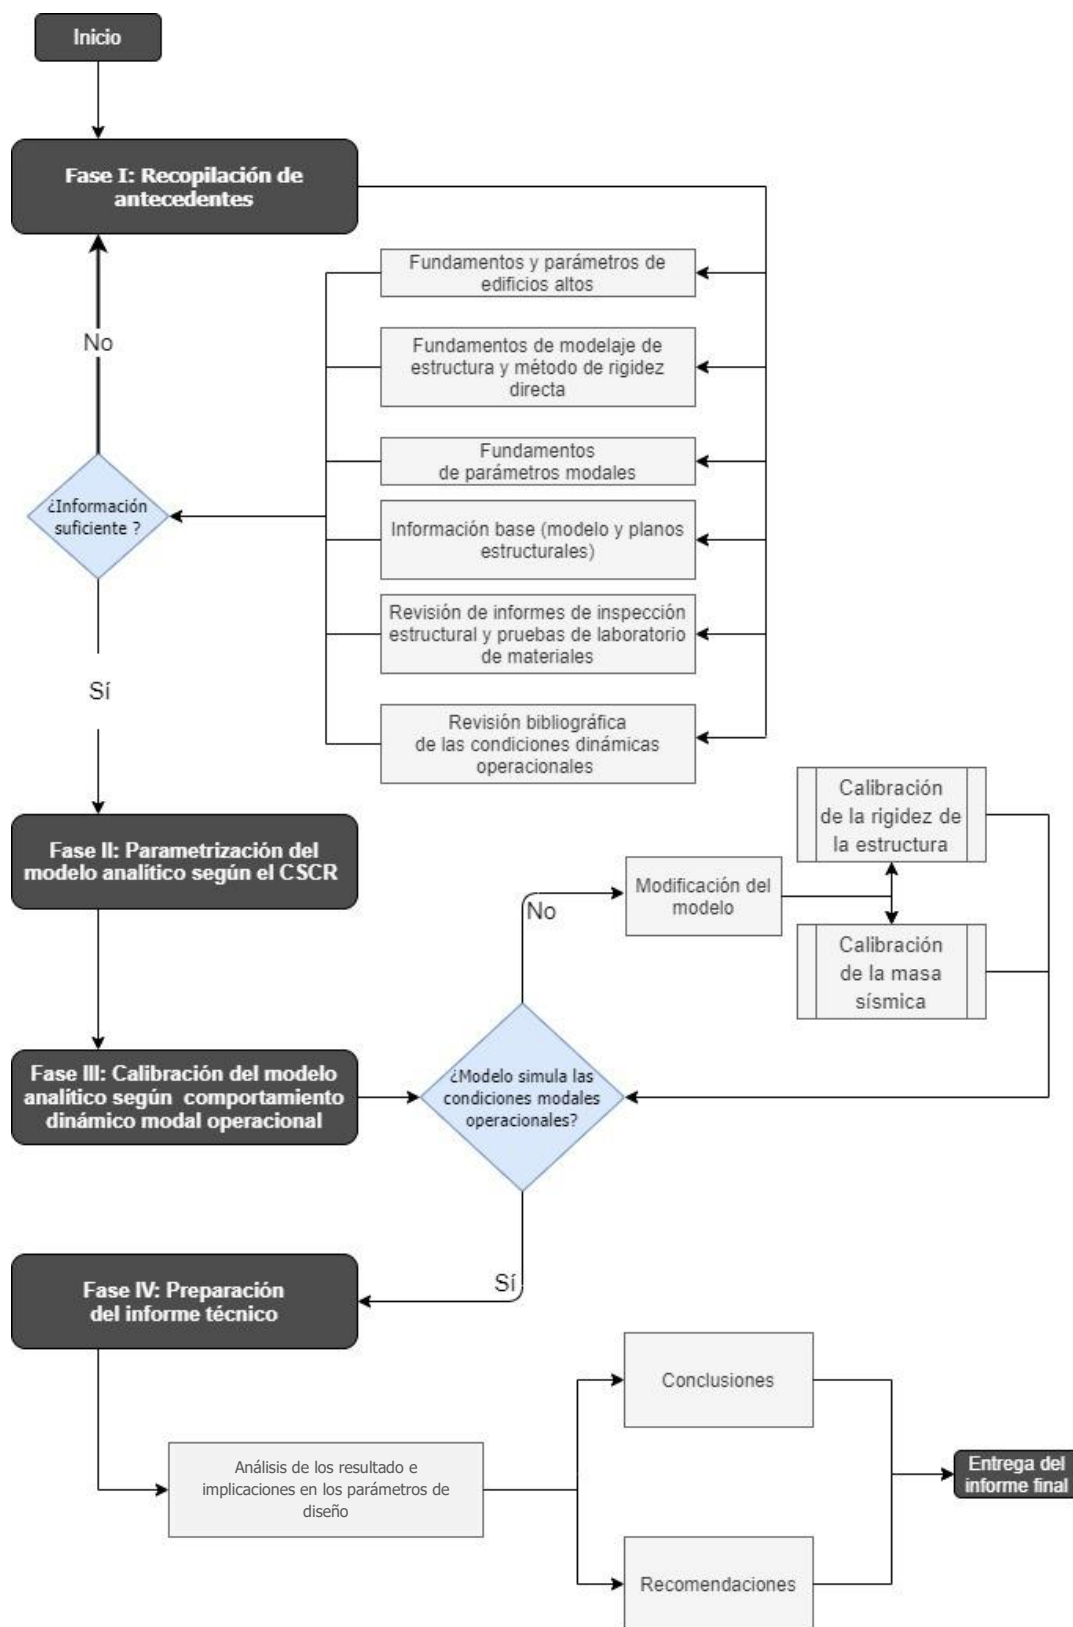 Inicio
Fase I: Recopilación de
antecedentes
Fundamentos y parámetros de
edificios altos
Fundamentos de modelaje de
estructura y método de rigidez
directa
No
Fundamentos
de parámetros modales
¿Información
suficiente ?
Información base (modelo y planos
estructurales)
Revisión de informes de inspección
estructural y pruebas de laboratorio
de materiales
Sí
Revisión bibliográfica
de las condiciones dinámicas
operacionales
Calibración
de la rigidez de
la estructura
Fase II: Parametrización del
modelo analítico según el CSCR
Modificación del
modelo
No
Calibración
de la masa
sísmica
Fase III: Calibración del modelo
analítico según comportamiento
dinámico modal operacional
¿Modelo simula las
condiciones modales
operacionales?
Sí
Fase IV: Preparación
del informe técnico
Conclusiones
Análisis de los resultado e
implicaciones en los parámetros de
diseño
Entrega del
informe final
Recomendaciones